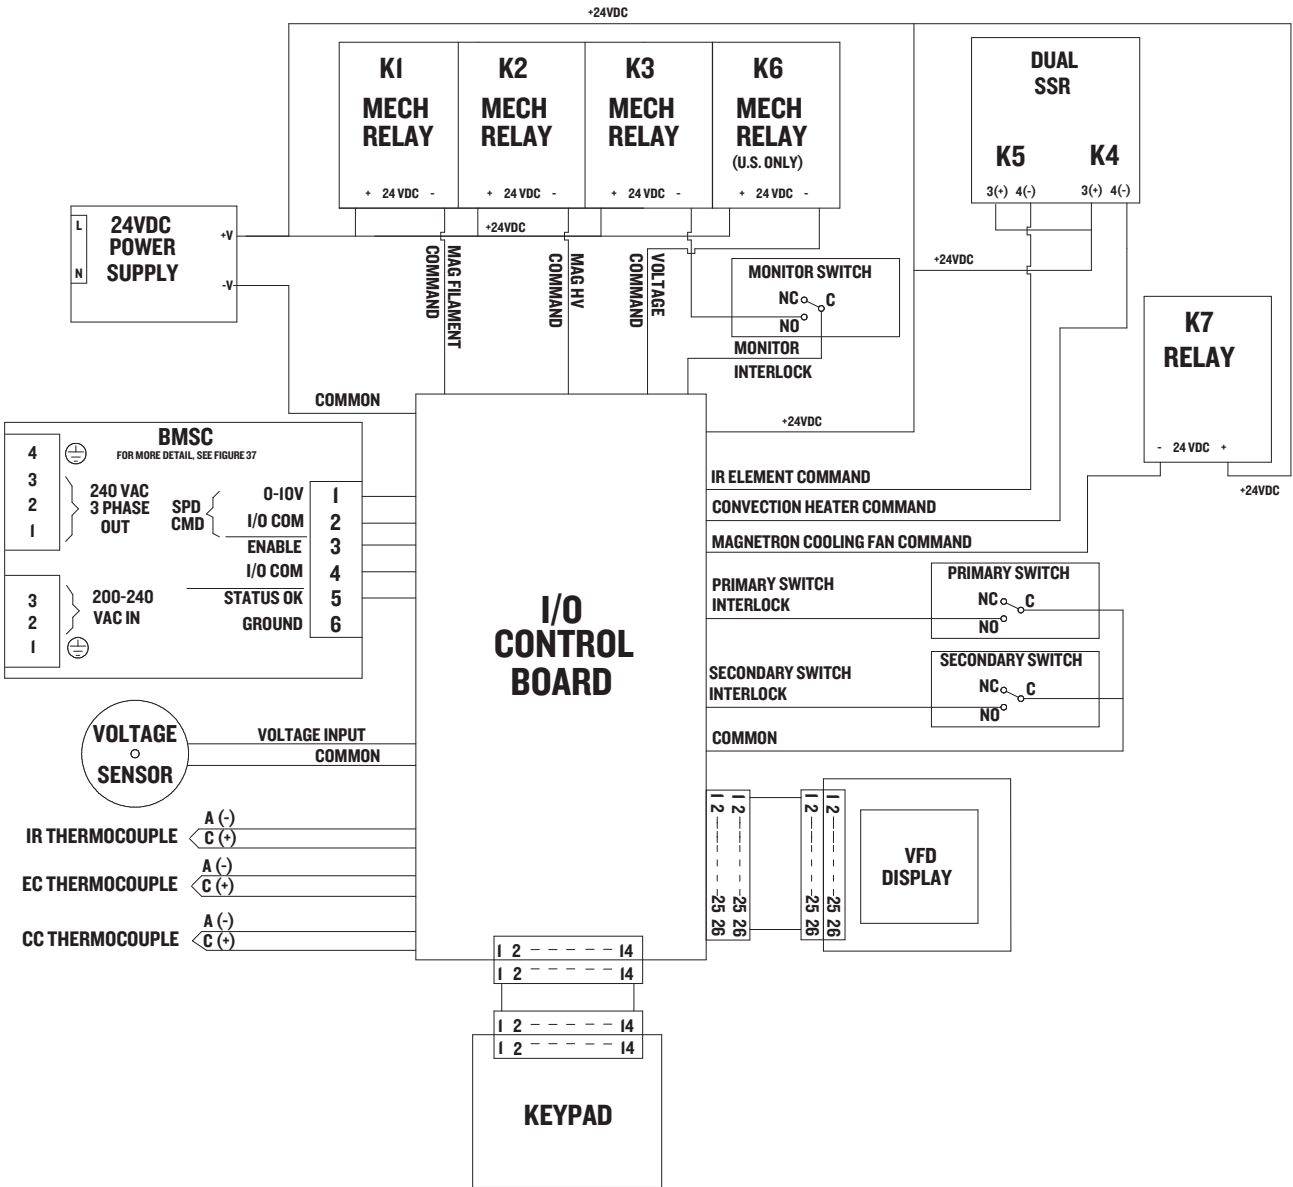 +24VDC
K1
MECH
RELAY
+ 24 VDC -
K2
MECH
RELAY
+ 24 VDC -
K3
MECH
RELAY
+ 24 VDC -
K6
MECH
RELAY
(U.S. ONLY)
+ 24 VDC -
DUAL
SSR
K5 K4
3(+) 4(-) 3(+) 4(-)
24VDC
POWER
SUPPLY
L
N
+V
-V
+24VDC
MAG FILAMENT
COMMAND
MAG HV
COMMAND
VOLTAGE
COMMAND
MONITOR SWITCH
NC C
NO
MONITOR
INTERLOCK
+24VDC
K7
RELAY
- 24 VDC +
+24VDC
COMMON
+24VDC
BMSC
FOR MORE DETAIL, SEE FIGURE 37
4
3
2
1
240 VAC
3 PHASE
OUT
3
2
1
200-240
VAC IN
SPD
CMD
0-10V 1
I/O COM 2
ENABLE 3
I/O COM 4
STATUS OK 5
GROUND 6
I/O
CONTROL
BOARD
IR ELEMENT COMMAND
CONVECTION HEATER COMMAND
MAGNETRON COOLING FAN COMMAND
PRIMARY SWITCH
INTERLOCK
PRIMARY SWITCH
NC C
NO
SECONDARY SWITCH
INTERLOCK
SECONDARY SWITCH
NC C
NO
COMMON
VOLTAGE
SENSOR
VOLTAGE INPUT
COMMON
IR THERMOCOUPLE
A (-)
C (+)
EC THERMOCOUPLE
A (-)
C (+)
CC THERMOCOUPLE
A (-)
C (+)
1 2 - - - - - 25 26
1 2 - - - - - 25 26
1 2 - - - - - 25 26
1 2 - - - - - 25 26
VFD
DISPLAY
1 2 - - - - - 14
1 2 - - - - - 14
1 2 - - - - - 14
1 2 - - - - - 14
KEYPAD